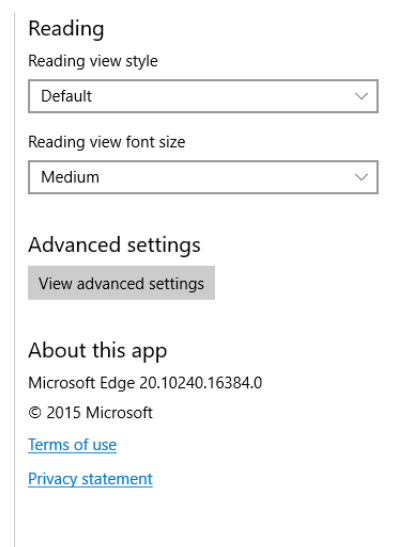 Reading
Reading view style
Default
Reading view font size
Medium
Advanced settings
View advanced settings
About this app
Microsoft Edge 20.10240.16384.0
© 2015 Microsoft
Terms of use
Privacy statement